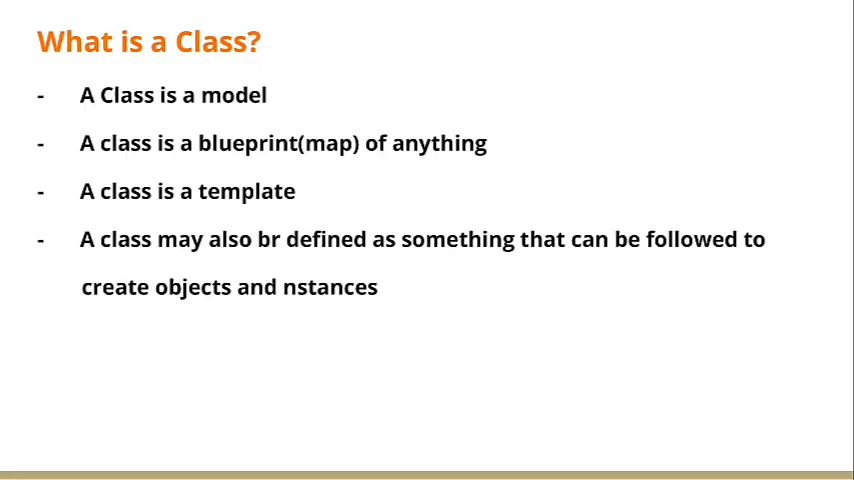 What is a Class?
- A Class is a model
- A class is a blueprint(map) of anything
- A class is a template
- A class may also br defined as something that can be followed to
create objects and nstances